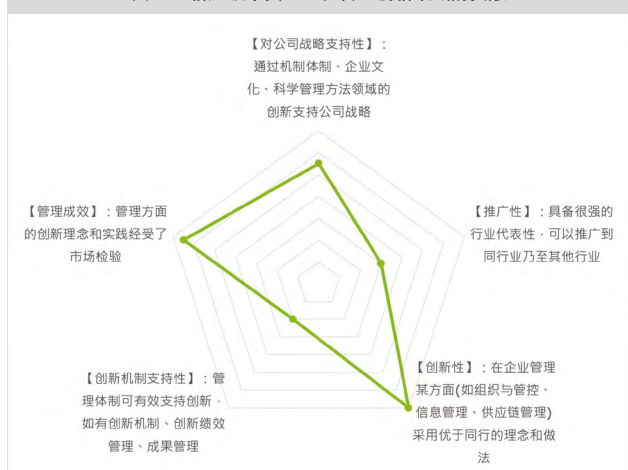 【对公司战略支持性】：
通过机制体制、企业文
化、科学管理方法领域的
创新支持公司战略
【管理成效】：管理方面
的创新理念和实践经受了
市场检验
【推广性】：具备很强的
行业代表性，可以推广到
同行业乃至其他行业
【创新机制支持性】：管
理体制可有效支持创新，
如有创新机制、创新绩效
管理、成果管理
【创新性】：在企业管理
某方面(如组织与管控、
信息管理、供应链管理)
采用优于同行的理念和做
法